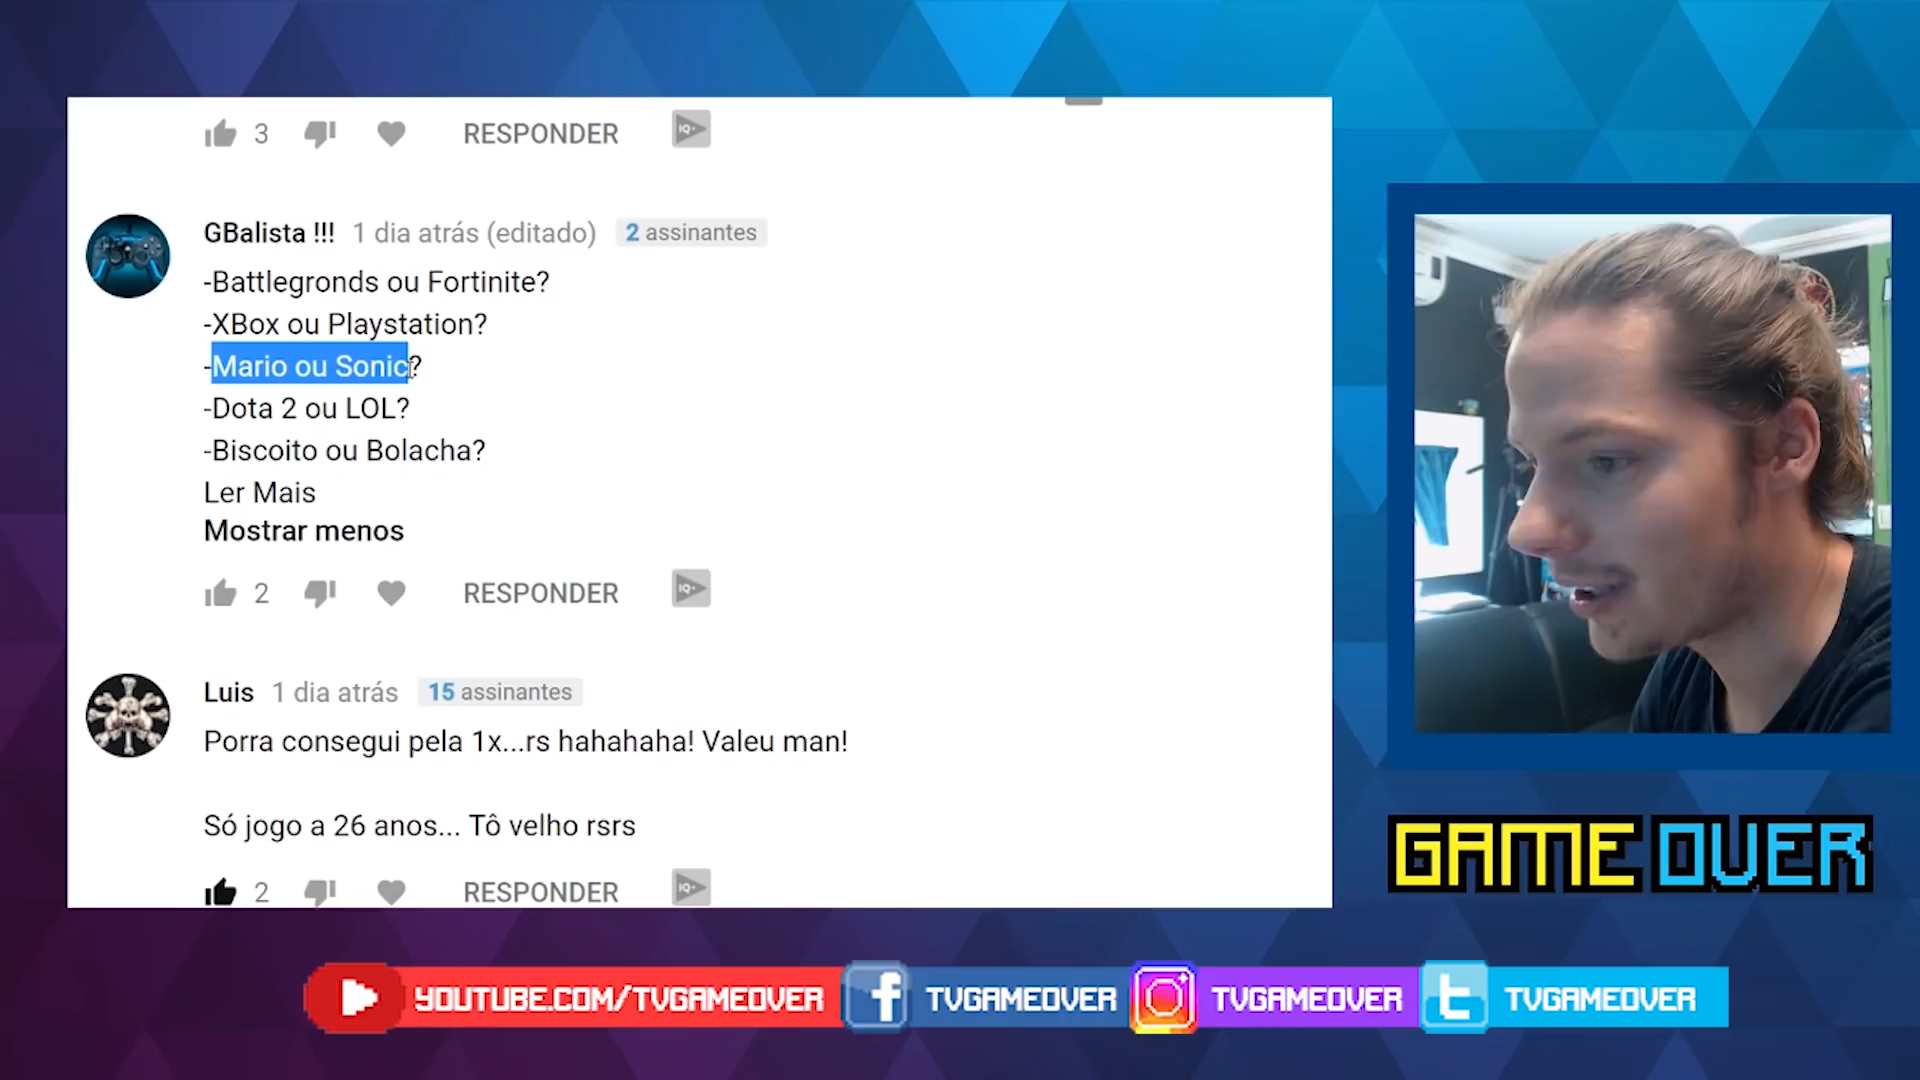 3 RESPONDER
GBalista !!! 1 dia atrás (editado) 2 assinantes
-Battlegronds ou Fortinite?
-XBox ou Playstation?
-Mario ou Sonic?
-Dota 2 ou LOL?
-Biscoito ou Bolacha?
Ler Mais
Mostrar menos
2 RESPONDER
Luis 1 dia atrás 15 assinantes
Porra consegui pela 1x...rs hahahaha! Valeu man!
Só jogo a 26 anos... Tô velho rsrs
2 RESPONDER
GAME OVER
YOUTUBE.COM/TVGAMEOVER TVGAMEOVER TVGAMEOVER TVGAMEOVER